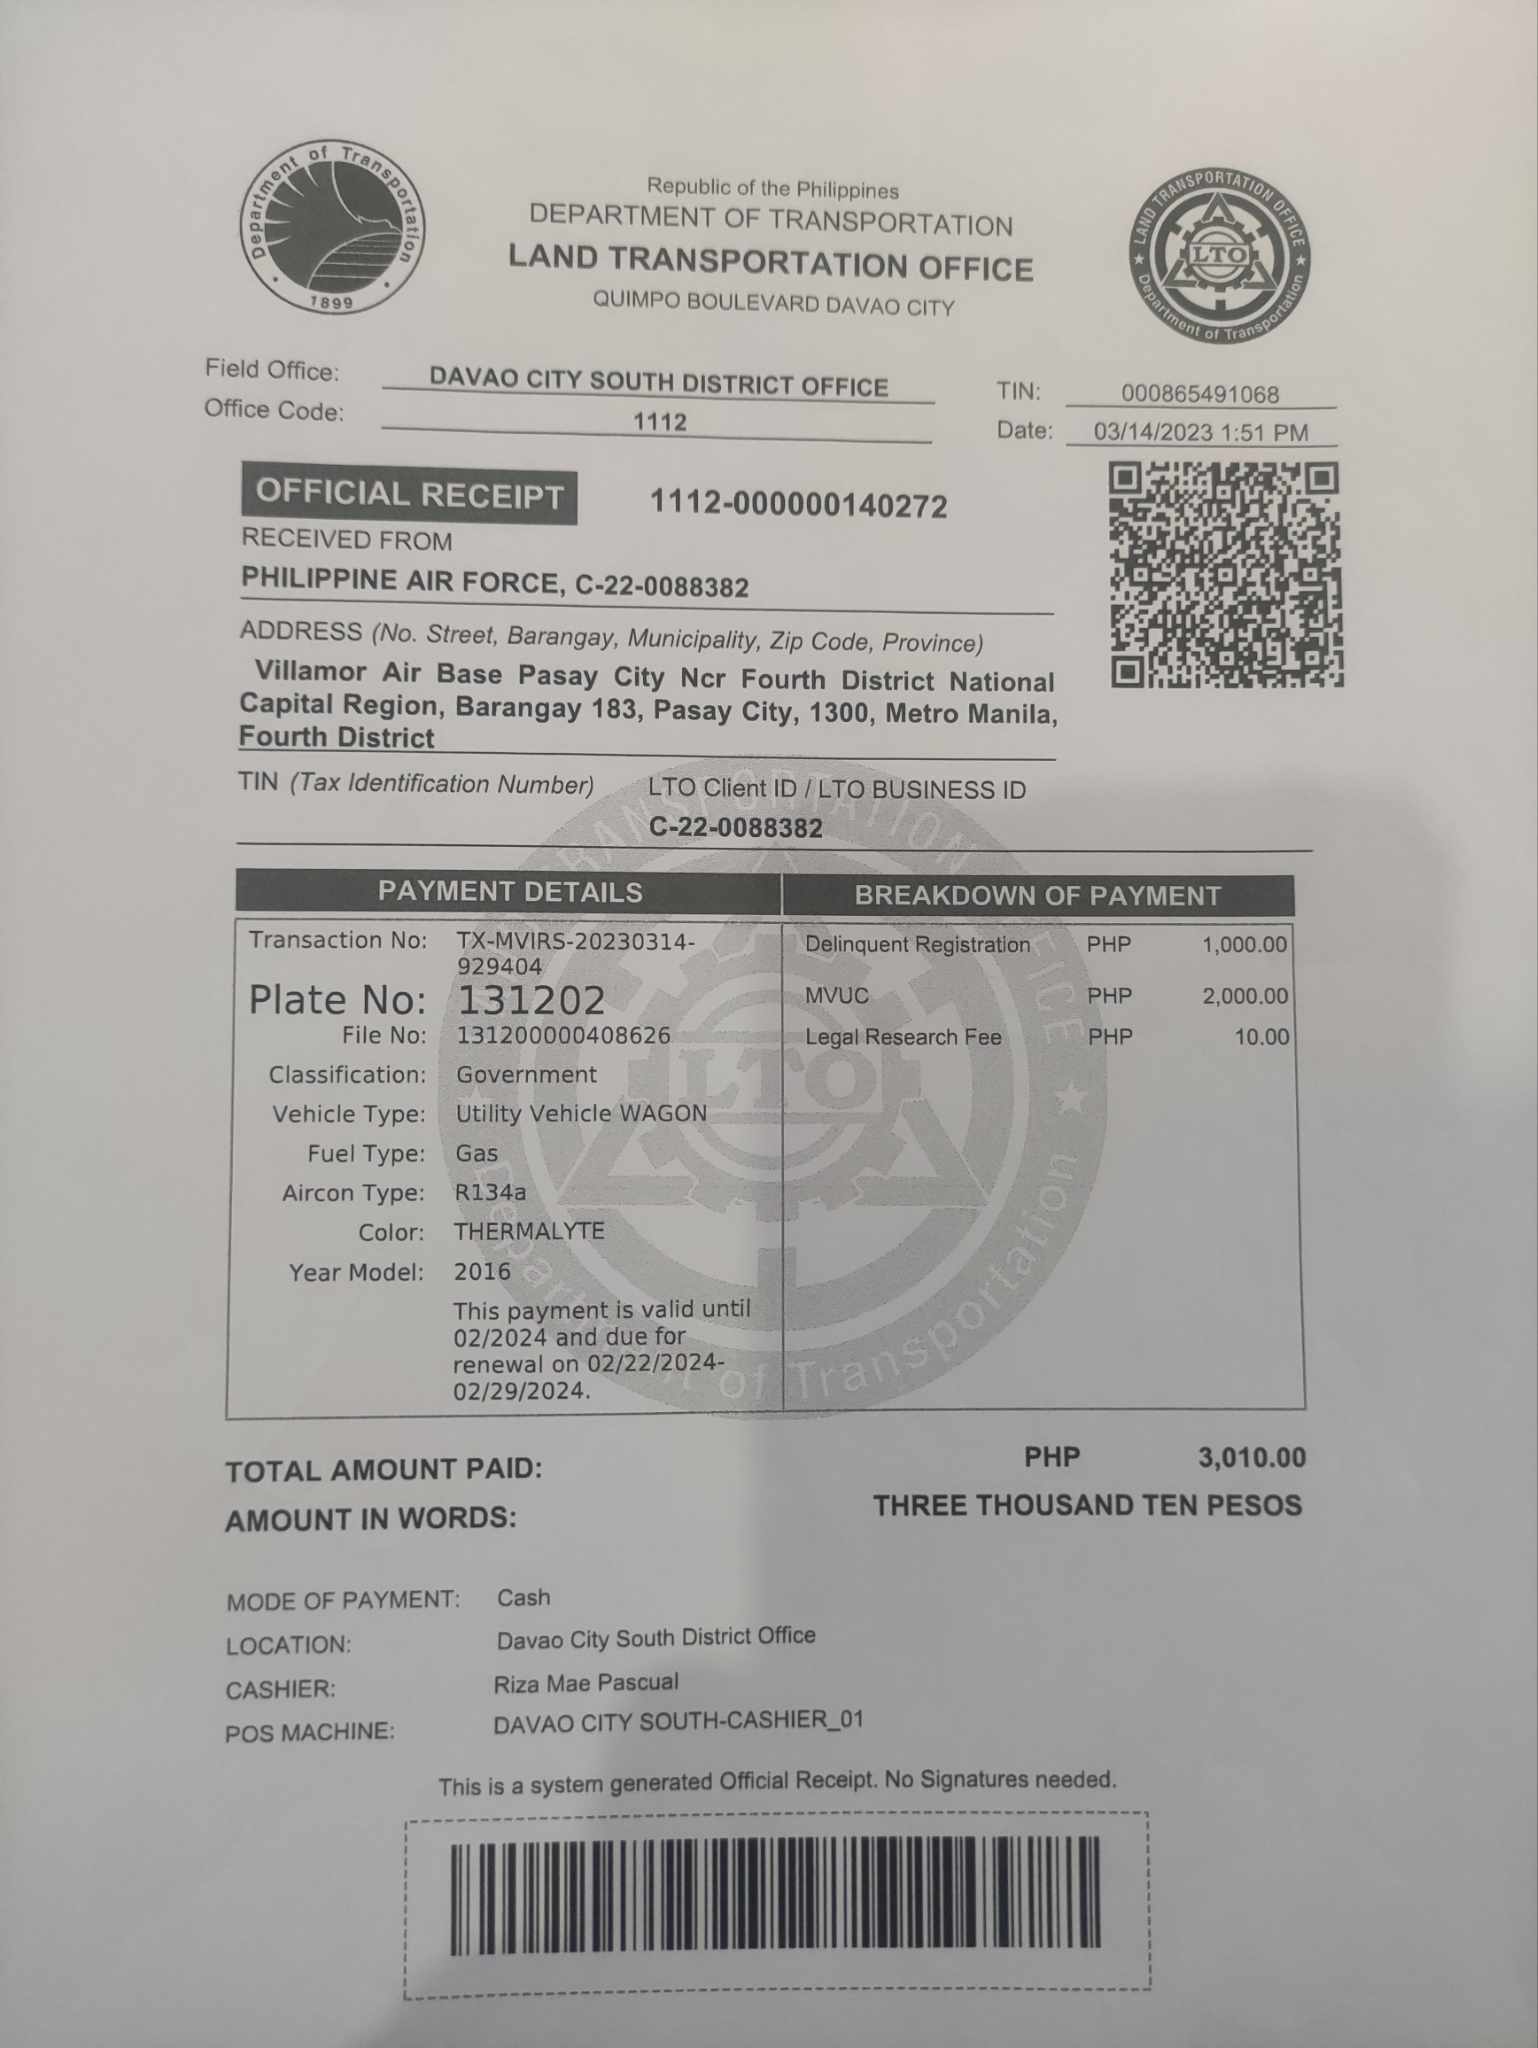 Department of Transportation
1899
Republic of the Philippines
DEPARTMENT OF TRANSPORTATION
LAND TRANSPORTATION OFFICE
QUIMPO BOULEVARD DAVAO CITY
LAND TRANSPORTATION OFFICE
LTO
Department of Transportation
Field Office: DAVAO CITY SOUTH DISTRICT OFFICE TIN: 000865491068
Office Code: 1112 Date: 03/14/2023 1:51 PM
OFFICIAL RECEIPT 1112-000000140272
RECEIVED FROM
PHILIPPINE AIR FORCE, C-22-0088382
ADDRESS (No. Street, Barangay, Municipality, Zip Code, Province)
Villamor Air Base Pasay City Ncr Fourth District National
Capital Region, Barangay 183, Pasay City, 1300, Metro Manila,
Fourth District
TIN (Tax Identification Number) LTO Client ID / LTO BUSINESS ID
C-22-0088382
PAYMENT DETAILS BREAKDOWN OF PAYMENT
Transaction No: TX-MVIRS-20230314- Delinquent Registration PHP 1,000.00
929404
Plate No: 131202 MVUC PHP 2,000.00
File No: 131200000408626 Legal Research Fee PHP 10.00
Classification: Government
Vehicle Type: Utility Vehicle WAGON
Fuel Type: Gas
Aircon Type: R134a
Color: THERMALYTE
Year Model: 2016
This payment is valid until
02/2024 and due for
renewal on 02/22/2024-
02/29/2024.
LAND TRANSPORTATION OFFICE
LTO
Department of Transportation
TOTAL AMOUNT PAID: PHP 3,010.00
AMOUNT IN WORDS: THREE THOUSAND TEN PESOS
MODE OF PAYMENT: Cash
LOCATION: Davao City South District Office
CASHIER: Riza Mae Pascual
POS MACHINE: DAVAO CITY SOUTH-CASHIER_01
This is a system generated Official Receipt. No Signatures needed.